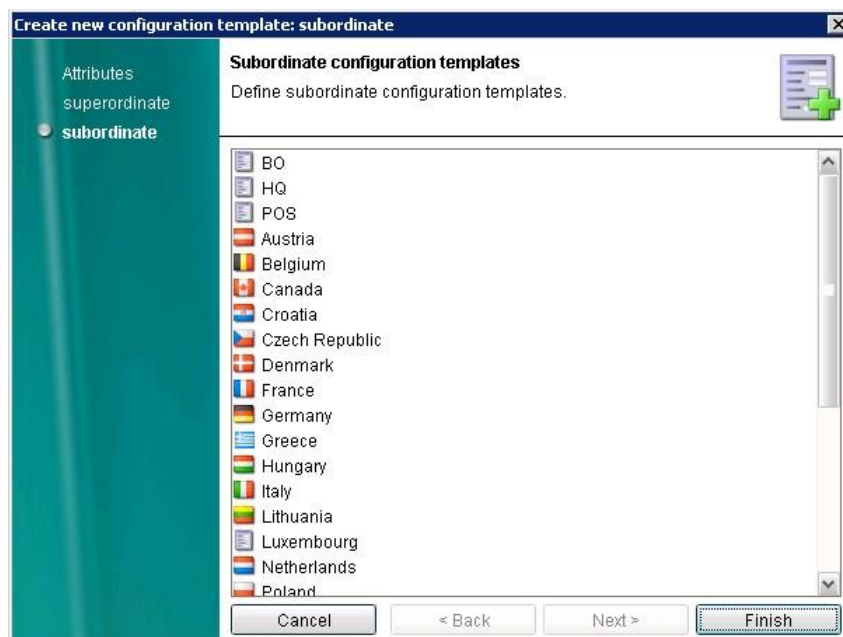 Create new configuration template: subordinate
Attributes
superordinate
subordinate
Subordinate configuration templates
Define subordinate configuration templates.
BO
HQ
POS
Austria
Belgium
Canada
Croatia
Czech Republic
Denmark
France
Germany
Greece
Hungary
Italy
Lithuania
Luxembourg
Netherlands
Poland
Cancel
< Back
Next >
Finish